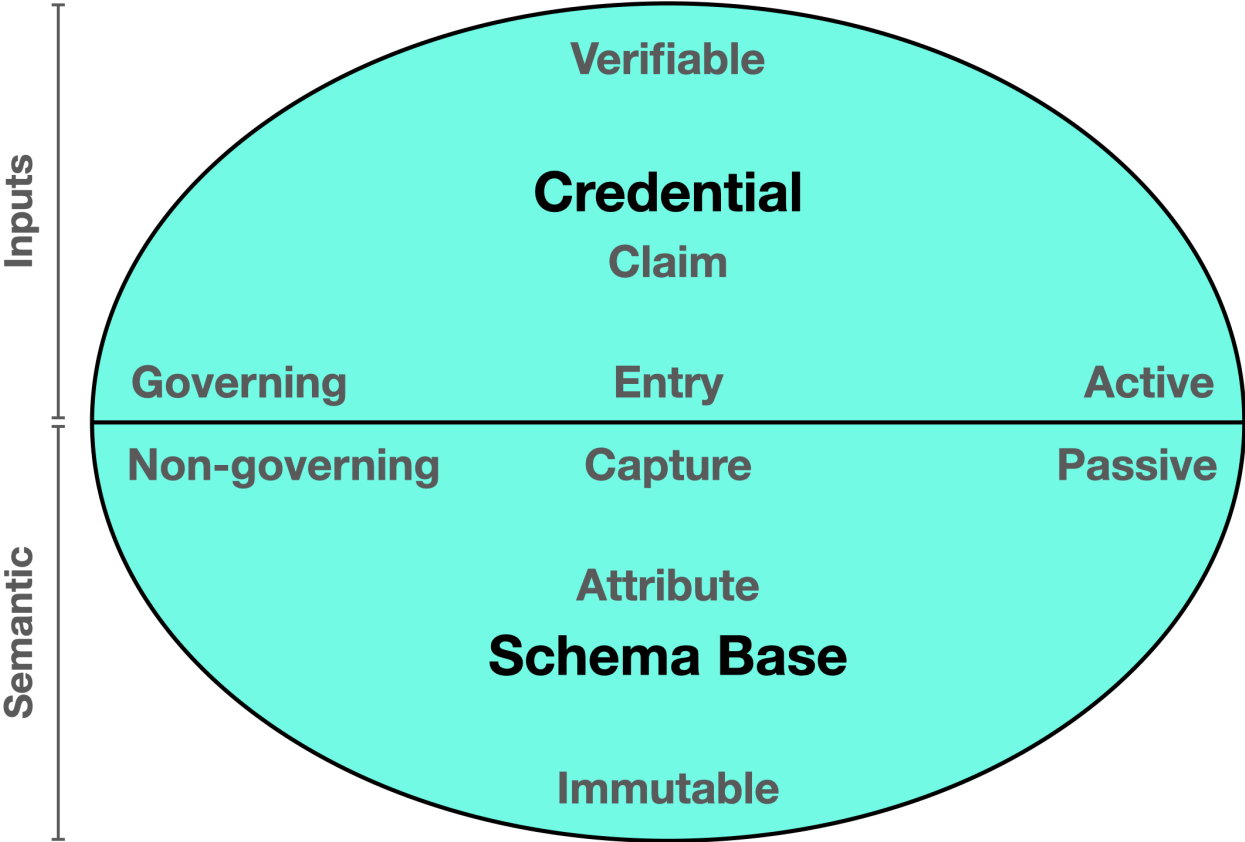 Verifiable
Credential
Claim
Inputs
Governing Entry Active
Non-governing Capture Passive
Attribute
Semantic
Schema Base
Immutable